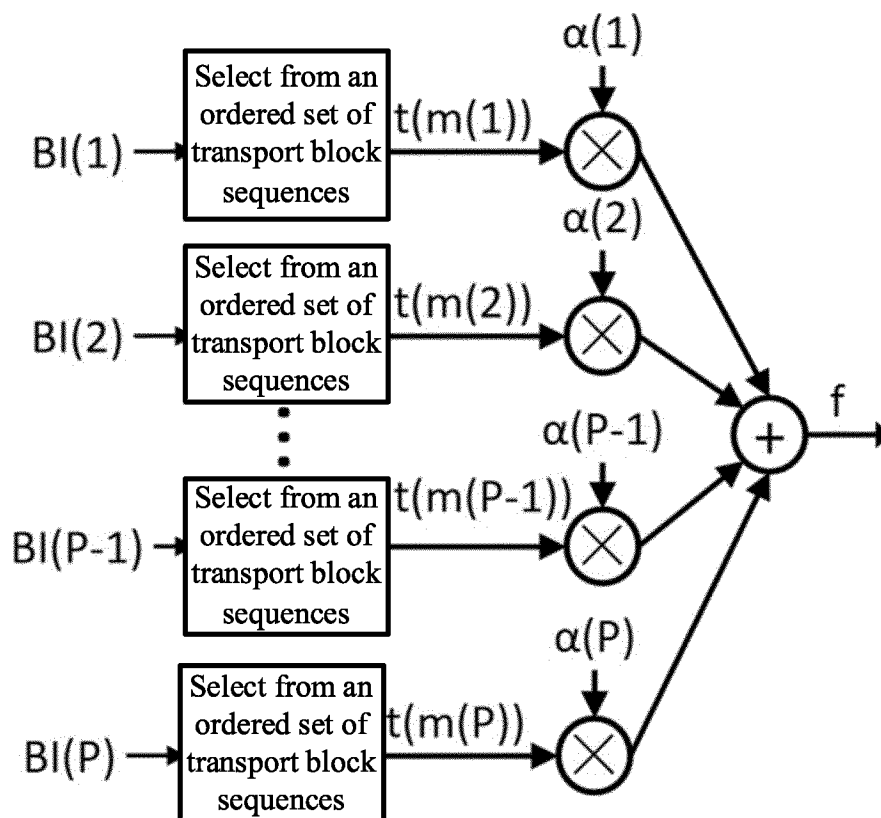 α(1)
Select from an
ordered set of
transport block
sequences
BI(1)
t(m(1))
α(2)
Select from an
ordered set of
transport block
sequences
BI(2)
t(m(2))
f
+
α(P-1)
Select from an
ordered set of
transport block
sequences
BI(P-1)
t(m(P-1))
α(P)
Select from an
ordered set of
transport block
sequences
BI(P)
t(m(P))